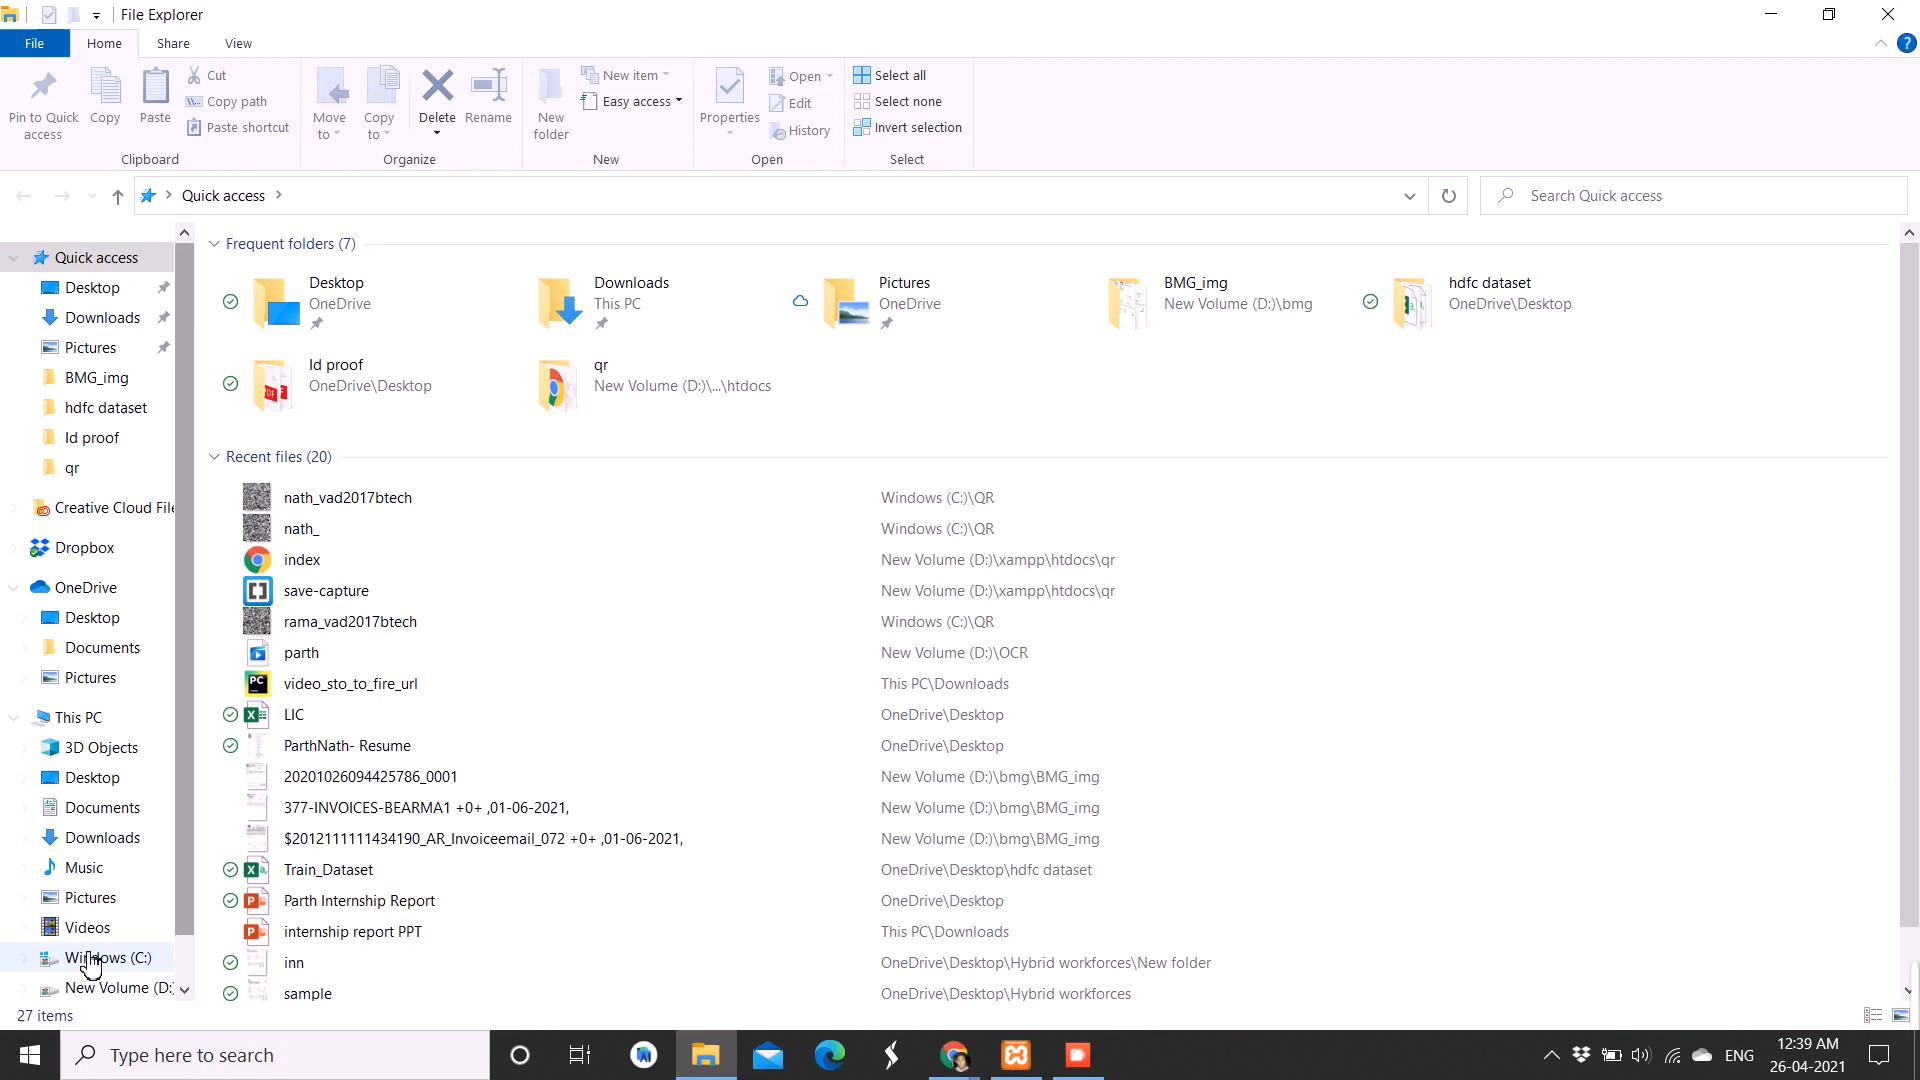 File Explorer
File Home Share View
Pin to Quick access
Copy
Paste
Cut
Copy path
Paste shortcut
Clipboard
Move to
Copy to
Delete
Rename
Organize
New folder
New item
Easy access
New
Properties
Open
Edit
History
Open
Select all
Select none
Invert selection
Select
Quick access
Search Quick access
Quick access
Desktop
Downloads
Pictures
BMG_img
hdfc dataset
Id proof
qr
Creative Cloud File
Dropbox
OneDrive
Desktop
Documents
Pictures
This PC
3D Objects
Desktop
Documents
Downloads
Music
Pictures
Videos
Windows (C:)
New Volume (D:)
Frequent folders (7)
Desktop
OneDrive
Downloads
This PC
Pictures
OneDrive
BMG_img
New Volume (D:)\bmg
hdfc dataset
OneDrive\Desktop
Id proof
OneDrive\Desktop
qr
New Volume (D:)\...\htdocs
Recent files (20)
nath_vad2017btech Windows (C:)\QR
nath_ Windows (C:)\QR
index New Volume (D:)\xampp\htdocs\qr
save-capture New Volume (D:)\xampp\htdocs\qr
rama_vad2017btech Windows (C:)\QR
parth New Volume (D:)\OCR
video_sto_to_fire_url This PC\Downloads
LIC OneDrive\Desktop
ParthNath- Resume OneDrive\Desktop
20201026094425786_0001 New Volume (D:)\bmg\BMG_img
377-INVOICES-BEARMA1 +0+ ,01-06-2021, New Volume (D:)\bmg\BMG_img
$2012111111434190_AR_Invoiceemail_072 +0+ ,01-06-2021, New Volume (D:)\bmg\BMG_img
Train_Dataset OneDrive\Desktop\hdfc dataset
Parth Internship Report OneDrive\Desktop
internship report PPT This PC\Downloads
inn OneDrive\Desktop\Hybrid workforces\New folder
sample OneDrive\Desktop\Hybrid workforces
27 items
Type here to search
ENG
12:39 AM
26-04-2021